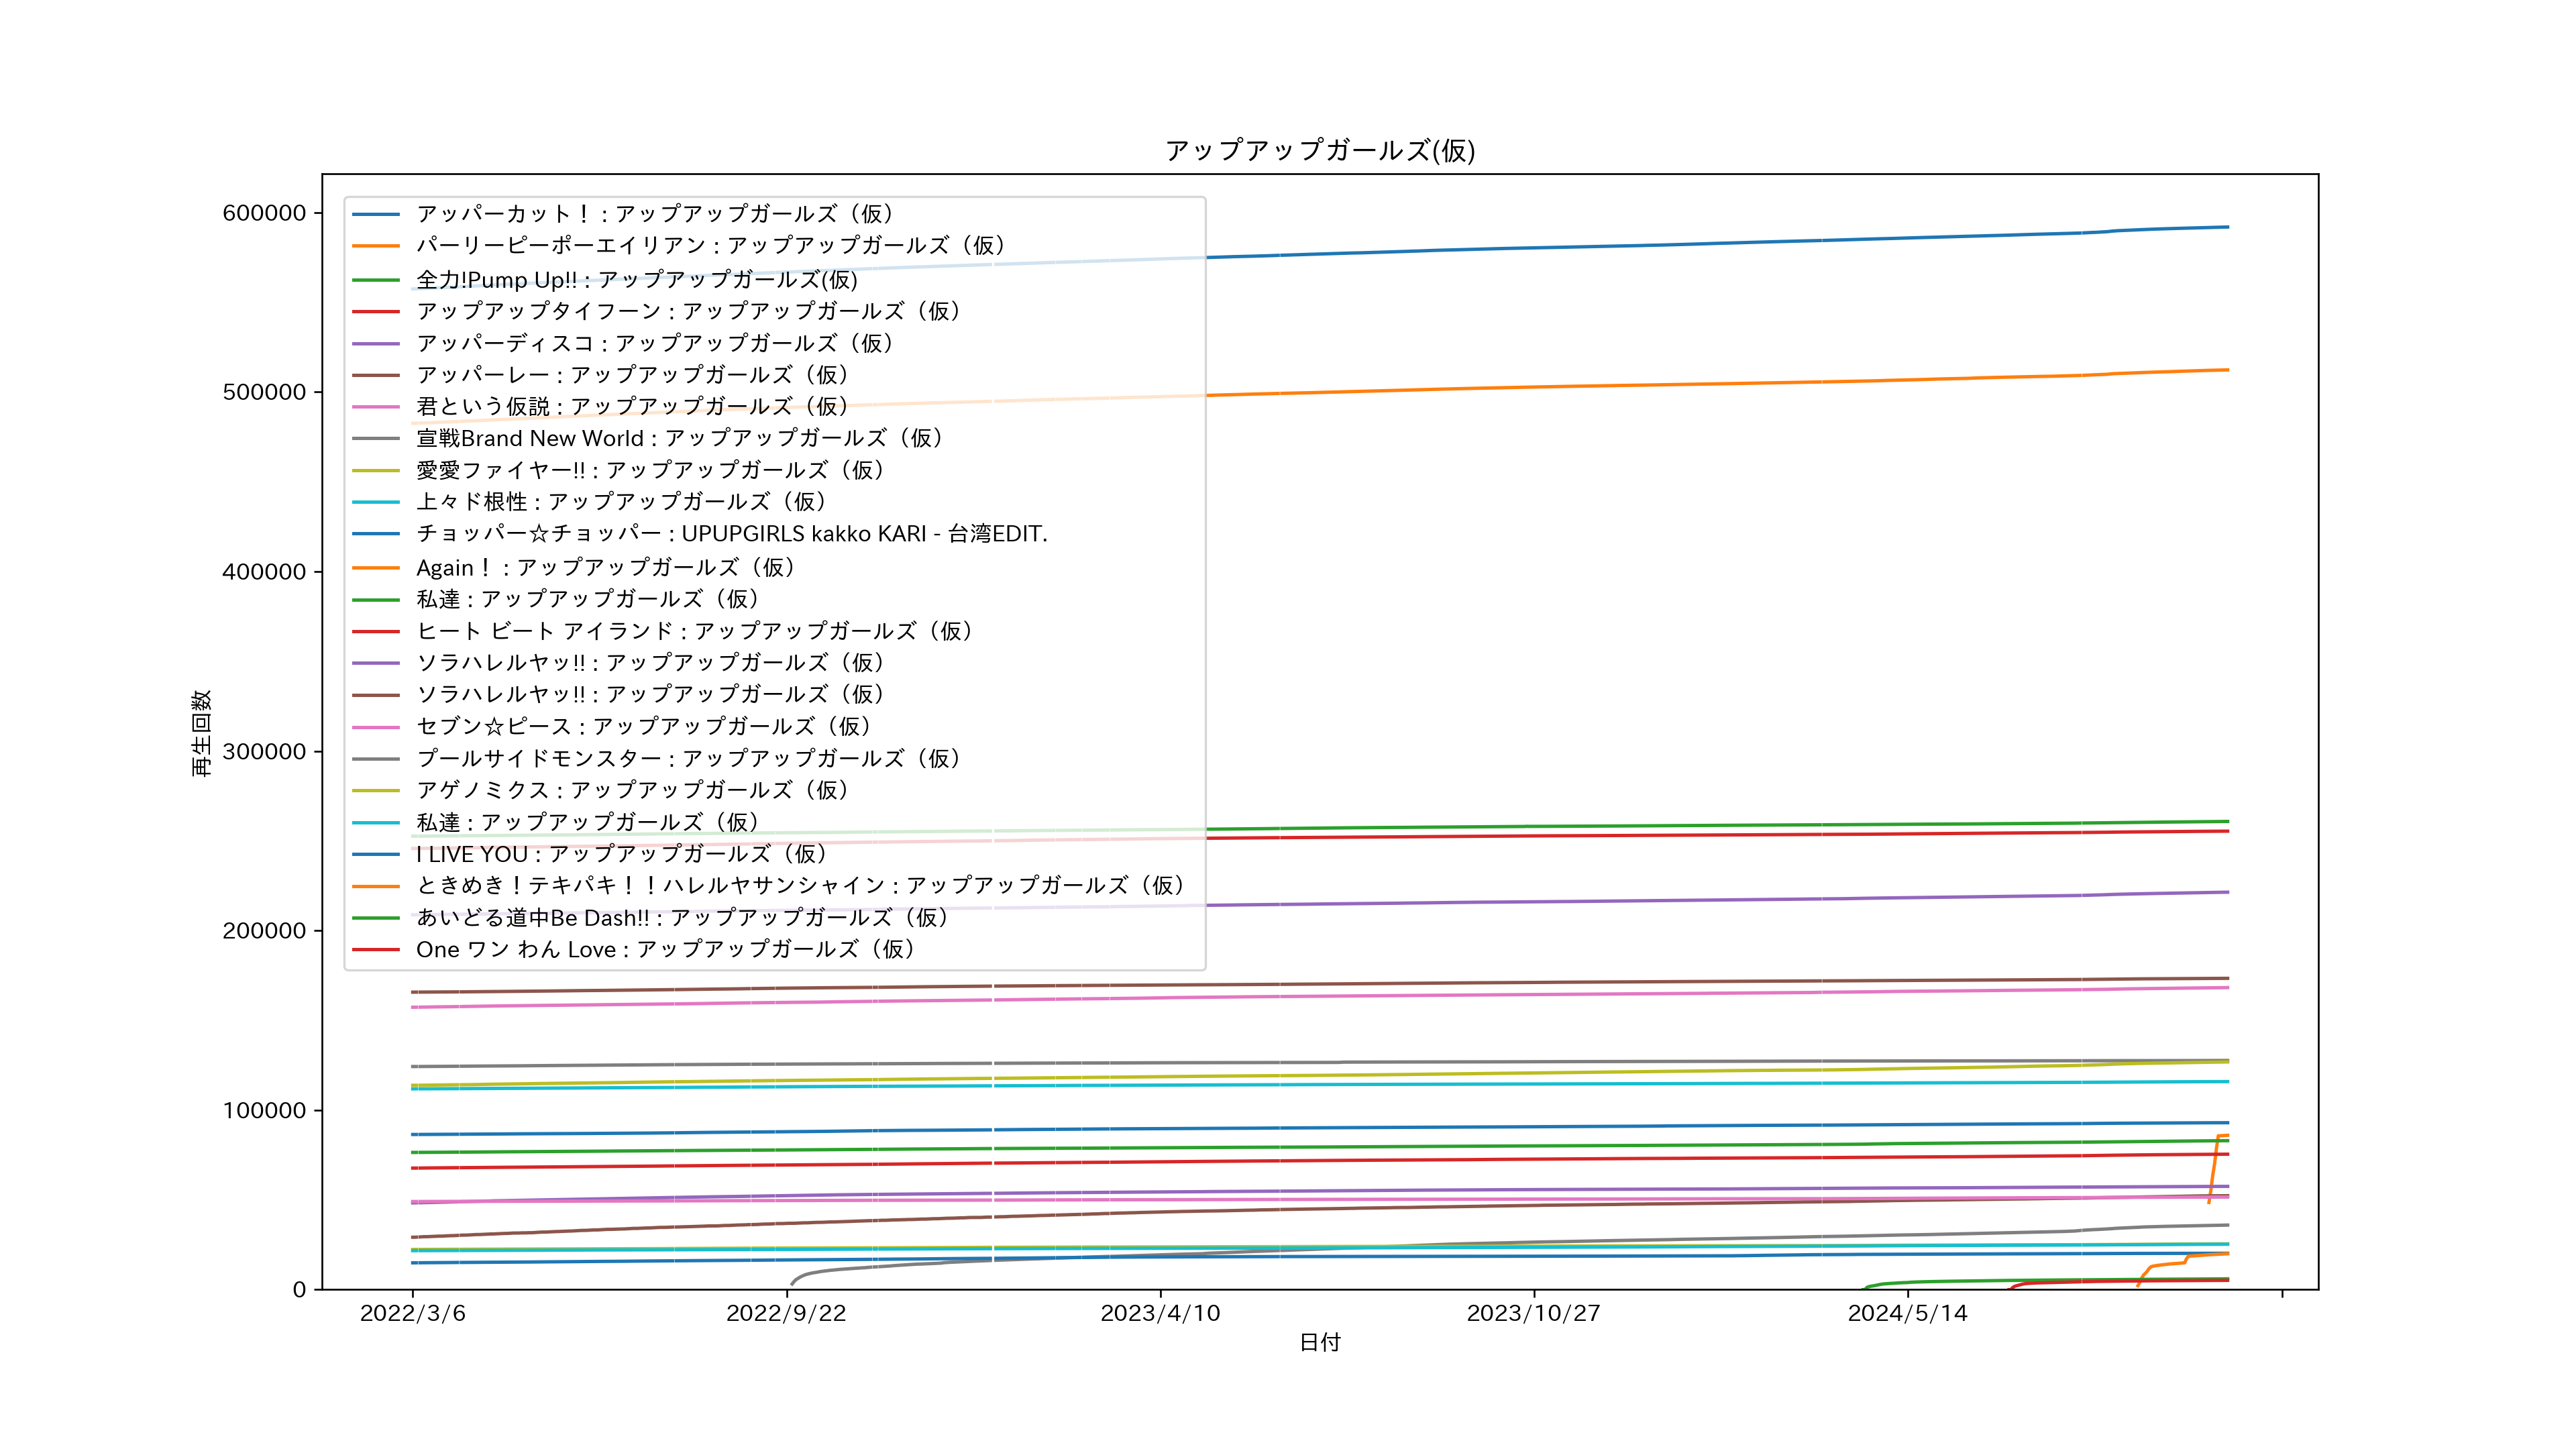 アップアップガールズ(仮)
600000
500000
400000
300000
200000
100000
0
再生回数
アッパーカット！ : アップアップガールズ（仮）
パーリーピーポーエイリアン : アップアップガールズ（仮）
全力!Pump Up!! : アップアップガールズ(仮)
アップアップタイフーン : アップアップガールズ（仮）
アッパーディスコ : アップアップガールズ（仮）
アッパーレー : アップアップガールズ（仮）
君という仮説 : アップアップガールズ（仮）
宣戦Brand New World : アップアップガールズ（仮）
愛愛ファイヤー!! : アップアップガールズ（仮）
上々ド根性 : アップアップガールズ（仮）
チョッパー☆チョッパー : UPUPGIRLS kakko KARI - 台湾EDIT.
Again！ : アップアップガールズ（仮）
私達 : アップアップガールズ（仮）
ヒート ビート アイランド : アップアップガールズ（仮）
ソラハレルヤッ!! : アップアップガールズ（仮）
ソラハレルヤッ!! : アップアップガールズ（仮）
セブン☆ピース : アップアップガールズ（仮）
プールサイドモンスター : アップアップガールズ（仮）
アゲノミクス : アップアップガールズ（仮）
私達 : アップアップガールズ（仮）
I LIVE YOU : アップアップガールズ（仮）
ときめき！テキパキ！！ハレルヤサンシャイン : アップアップガールズ（仮）
あいどる道中Be Dash!! : アップアップガールズ（仮）
One ワン わん Love : アップアップガールズ（仮）
2022/3/6
2022/9/22
2023/4/10
2023/10/27
2024/5/14
日付